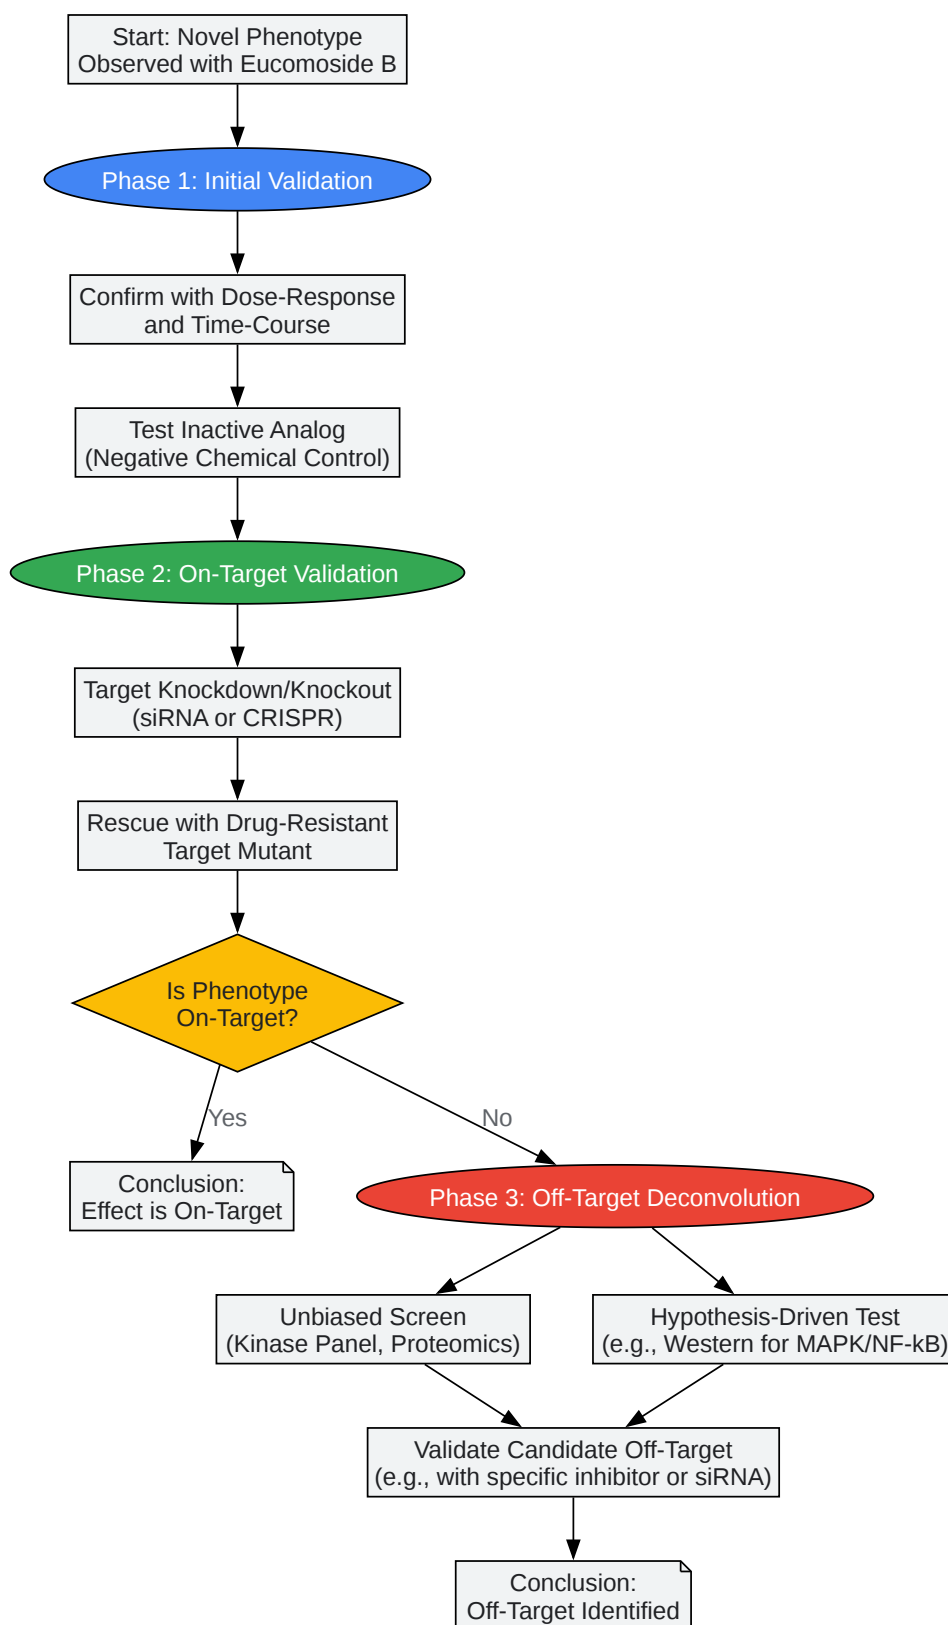 Start: Novel Phenotype
Observed with Eucomoside B
Phase 1: Initial Validation
Confirm with Dose-Response
and Time-Course
Test Inactive Analog
(Negative Chemical Control)
Phase 2: On-Target Validation
Target Knockdown/Knockout
(siRNA or CRISPR)
Rescue with Drug-Resistant
Target Mutant
Is Phenotype
On-Target?
Yes
No
Conclusion:
Effect is On-Target
Phase 3: Off-Target Deconvolution
Unbiased Screen
(Kinase Panel, Proteomics)
Hypothesis-Driven Test
(e.g., Western for MAPK/NF-kB)
Validate Candidate Off-Target
(e.g., with specific inhibitor or siRNA)
Conclusion:
Off-Target Identified